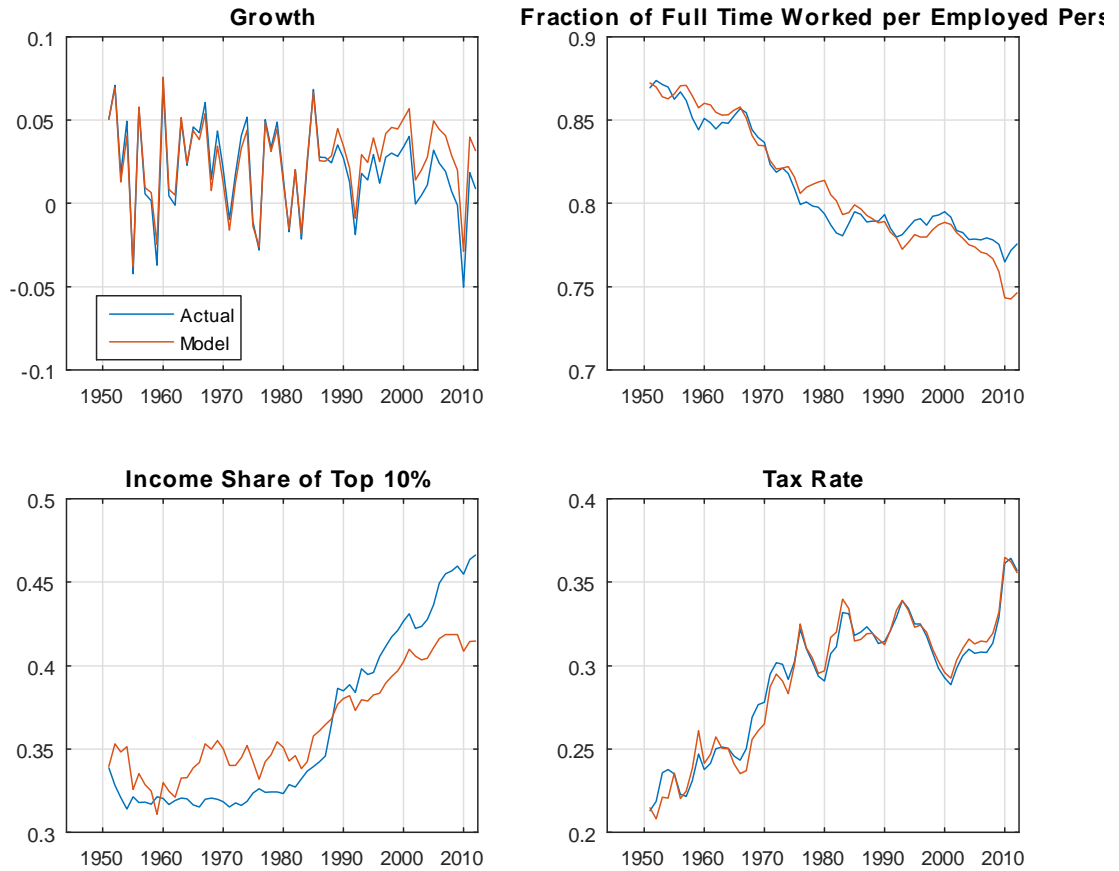 Growth
0.1
0.05
0
-0.05
-0.1
Actual
Model
1950 1960 1970 1980 1990 2000 2010
Fraction of Full Time Worked per Employed Pers
0.9
0.85
0.8
0.75
0.7
1950 1960 1970 1980 1990 2000 2010
Income Share of Top 10%
0.5
0.45
0.4
0.35
0.3
1950 1960 1970 1980 1990 2000 2010
Tax Rate
0.4
0.35
0.3
0.25
0.2
1950 1960 1970 1980 1990 2000 2010